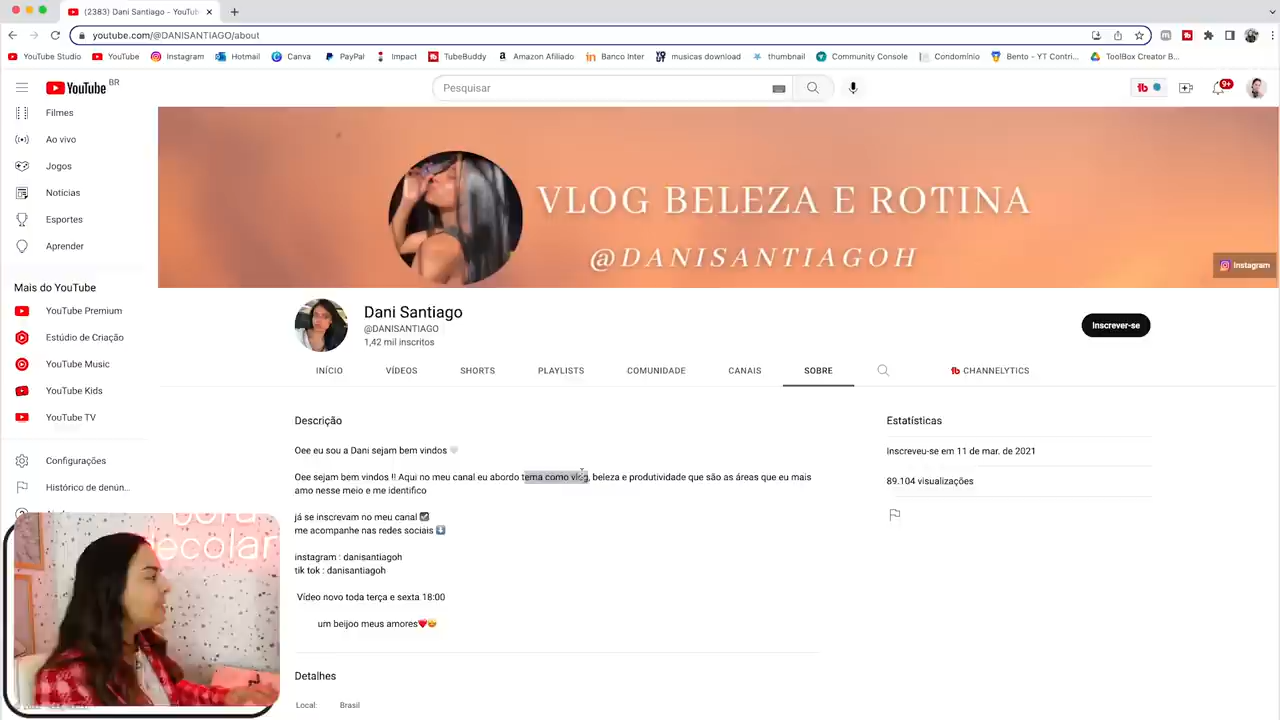 (2383) Dani Santiago - YouTub
youtube.com/@DANISANTIAGO/about
YouTube Studio
YouTube
Instagram
Hotmail
Canva
PayPal
Impact
TubeBuddy
Amazon Afiliado
Banco Inter
musicas download
thumbnail
Community Console
Condomínio
Bento - YT Contri...
ToolBox Creator B...
YouTube BR
Pesquisar
9+
Filmes
Ao vivo
Jogos
Notícias
Esportes
Aprender
Mais do YouTube
YouTube Premium
Estúdio de Criação
YouTube Music
YouTube Kids
YouTube TV
Configurações
Histórico de denún...
VLOG BELEZA E ROTINA
@DANISANTIAGOH
Instagram
Dani Santiago
@DANISANTIAGO
1,42 mil inscritos
Inscrever-se
INÍCIO
VÍDEOS
SHORTS
PLAYLISTS
COMUNIDADE
CANAIS
SOBRE
CHANNELYTICS
Descrição
Oee eu sou a Dani sejam bem vindos 🤍
Oee sejam bem vindos !! Aqui no meu canal eu abordo tema como vlog, beleza e produtividade que são as áreas que eu mais
amo nesse meio e me identifico
já se inscrevam no meu canal ☑️
me acompanhe nas redes sociais ⬇️
instagram : danisantiagoh
tik tok : danisantiagoh
Vídeo novo toda terça e sexta 18:00
um beijoo meus amores❤️😍
Detalhes
Local: Brasil
Estatísticas
Inscreveu-se em 11 de mar. de 2021
89.104 visualizações
bora
decolar